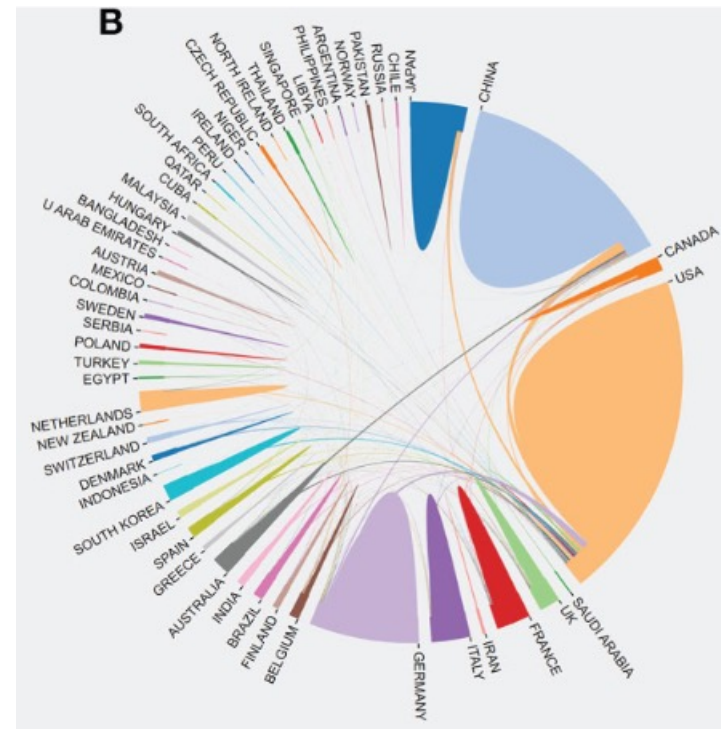 B
JAPAN
CHINA
CANADA
USA
SAUDI ARABIA
UK
FRANCE
IRAN
ITALY
GERMANY
BELGIUM
FINLAND
BRAZIL
INDIA
AUSTRALIA
GREECE
SPAIN
ISRAEL
SOUTH KOREA
INDONESIA
DENMARK
SWITZERLAND
NEW ZEALAND
NETHERLANDS
EGYPT
TURKEY
POLAND
SERBIA
SWEDEN
COLOMBIA
MEXICO
AUSTRIA
U ARAB EMIRATES
BANGLADESH
HUNGARY
MALAYSIA
CUBA
QATAR
SOUTH AFRICA
PERU
IRELAND
NIGER
CZECH REPUBLIC
NORTH IRELAND
THAILAND
SINGAPORE
LIBYA
PHILIPPINES
ARGENTINA
NORWAY
PAKISTAN
RUSSIA
CHILE